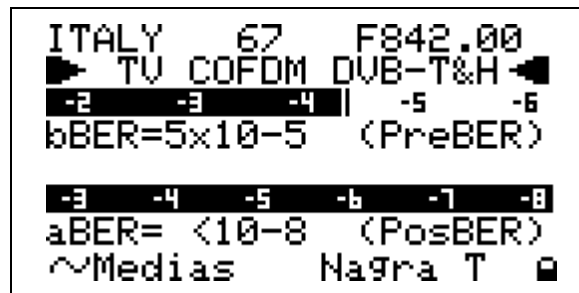 ITALY 67 F842.00
TV COFDM DVB-T&H
-2 -3 -4 -5 -6
bBER=5x10-5 (PreBER)
-3 -4 -5 -6 -7 -8
aBER= <10-8 (PosBER)
~Medias Nagra T